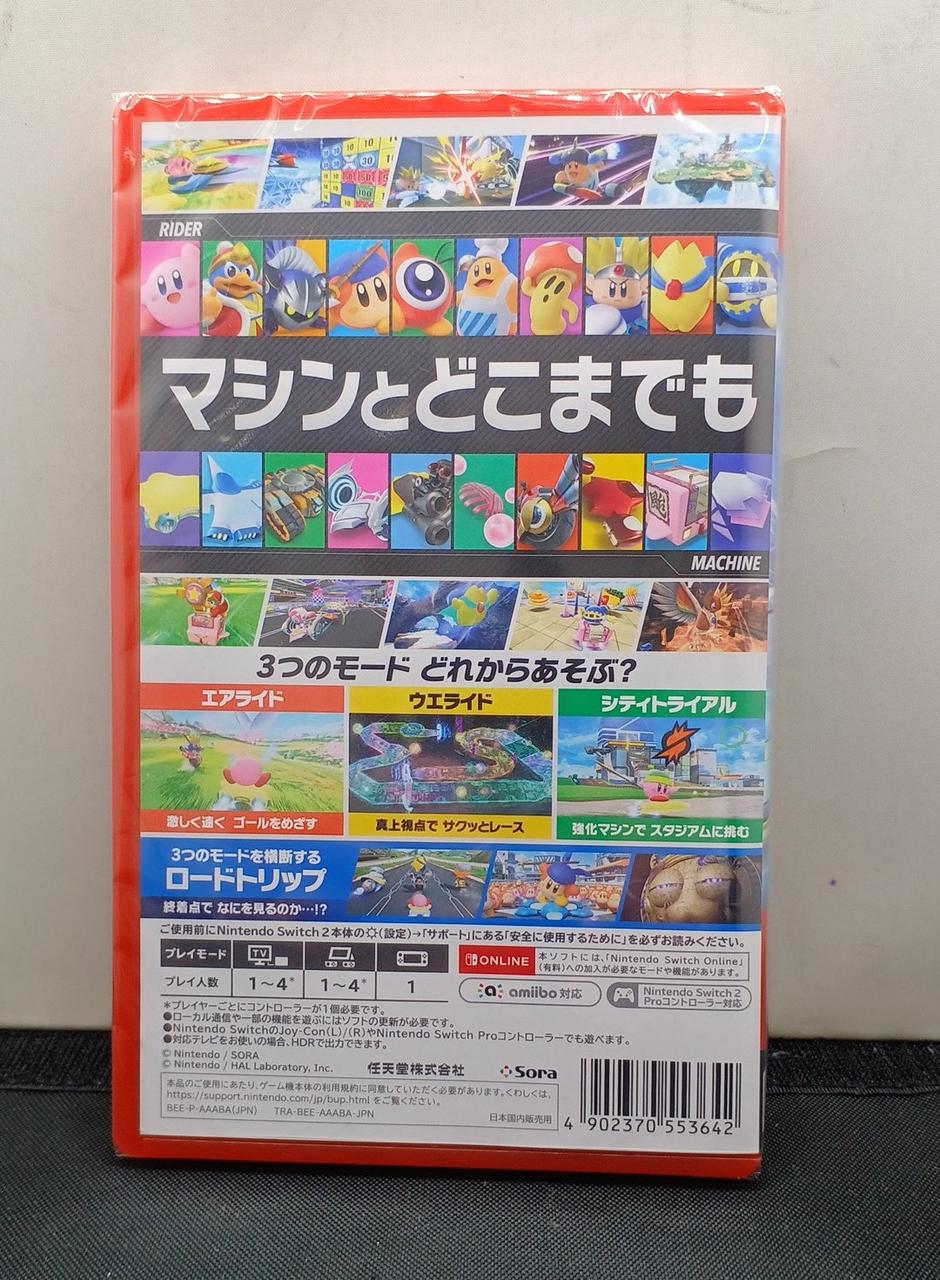 RIDER
マシンとどこまでも
MACHINE
3つのモード どれからあそぶ?
エアライド
ウエライド
シティトライアル
激しく速く ゴールをめざす
真上視点で サクッとレース
強化マシンで スタジアムに挑む
3つのモードを横断する
ロードトリップ
終着点で なにを見るのか…!?
ご使用前にNintendo Switch 2本体の(設定)→「サポート」にある「安全に使用するために」を必ずお読みください。
プレイモード
TV
プレイ人数
1~4*
1~4*
1
ONLINE
本ソフトには、「Nintendo Switch Online」
(有料)への加入が必要なモードや機能があります。
amiibo 対応
Nintendo Switch 2
Proコントローラー対応
*プレイヤーごとにコントローラーが1個必要です。
●ローカル通信や一部の機能を遊ぶにはソフトの更新が必要です。
●Nintendo SwitchのJoy-Con(L)/(R)やNintendo Switch Proコントローラーでも遊べます。
●対応テレビをお使いの場合、HDRで出力できます。
© Nintendo / SORA
© Nintendo / HAL Laboratory, Inc.
任天堂株式会社
Sora
本品のご使用にあたり、ゲーム機本体の利用規約に同意していただく必要があります。くわしくは、
https://support.nintendo.com/jp/bup.html をご覧ください。
BEE-P-AAABA(JPN) TRA-BEE-AAABA-JPN
日本国内販売用
4 902370 553642